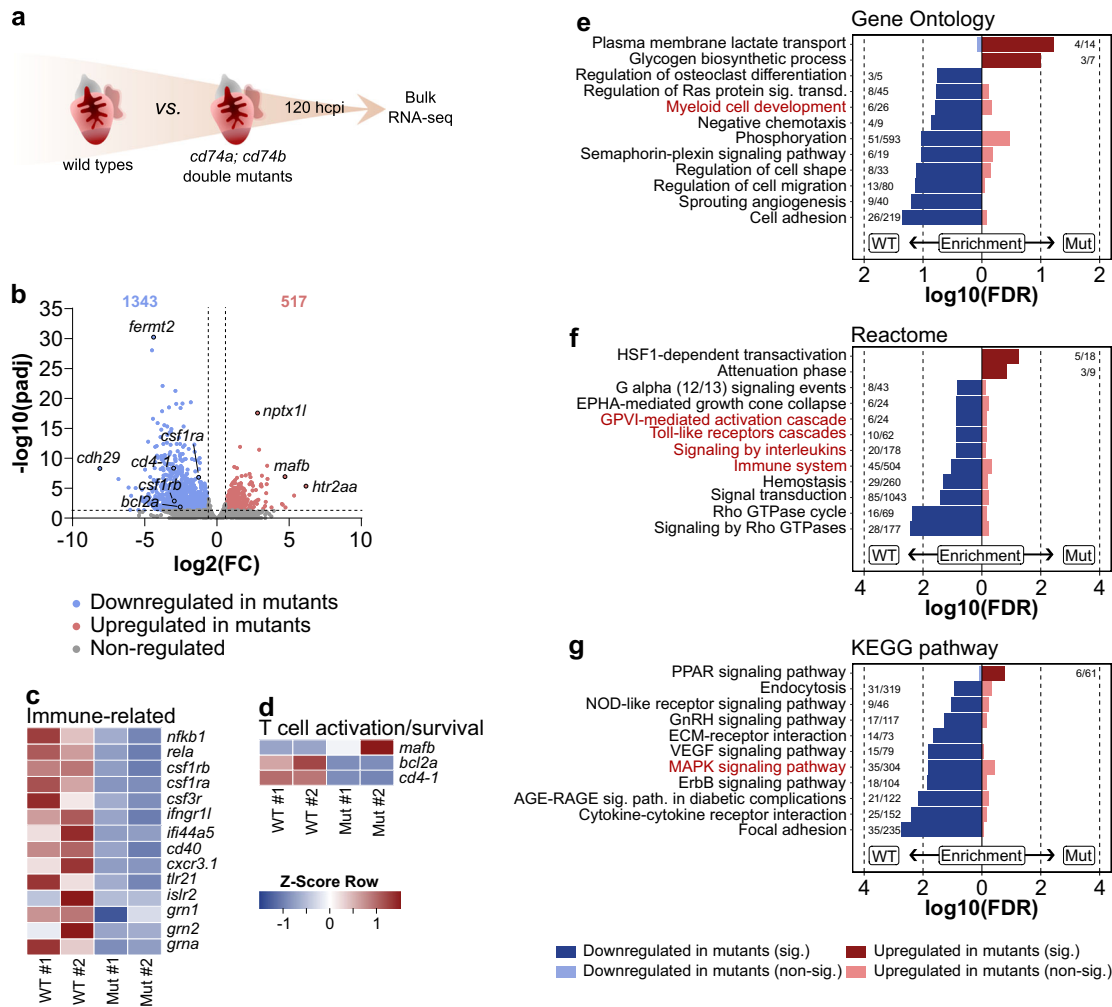 a
wild types
vs.
cd74a; cd74b
double mutants
120 hcpi
Bulk
RNA-seq
b
1343
517
35
30
25
20
15
10
5
0
-log10(padj)
fermt2
nptx1l
csf1ra
cdh29
cd4-1
csf1rb
bcl2a
mafb
htr2aa
-10
-5
0
5
10
log2(FC)
Downregulated in mutants
Upregulated in mutants
Non-regulated
c
Immune-related
nfkb1
rela
csf1rb
csf1ra
csf3r
ifngr1l
ifi44a5
cd40
cxcr3.1
tlr21
islr2
grn1
grn2
grna
WT #1
WT #2
Mut #1
Mut #2
d
T cell activation/survival
mafb
bcl2a
cd4-1
WT #1
WT #2
Mut #1
Mut #2
Z-Score Row
-1
0
1
e
Gene Ontology
Plasma membrane lactate transport 4/14
Glycogen biosynthetic process 3/7
Regulation of osteoclast differentiation 3/5
Regulation of Ras protein sig. transd. 8/45
Myeloid cell development 6/26
Negative chemotaxis 4/9
Phosphoryation 51/593
Semaphorin-plexin signaling pathway 6/19
Regulation of cell shape 8/33
Regulation of cell migration 13/80
Sprouting angiogenesis 9/40
Cell adhesion 26/219
WT Enrichment Mut
2 1 0 1 2
log10(FDR)
f
Reactome
HSF1-dependent transactivation 5/18
Attenuation phase 3/9
G alpha (12/13) signaling events 8/43
EPHA-mediated growth cone collapse 6/24
GPVI-mediated activation cascade 6/24
Toll-like receptors cascades 10/62
Signaling by interleukins 20/178
Immune system 45/504
Hemostasis 29/260
Signal transduction 85/1043
Rho GTPase cycle 16/69
Signaling by Rho GTPases 28/177
WT Enrichment Mut
4 2 0 2 4
log10(FDR)
g
KEGG pathway
PPAR signaling pathway 6/61
Endocytosis 31/319
NOD-like receptor signaling pathway 9/46
GnRH signaling pathway 17/117
ECM-receptor interaction 14/73
VEGF signaling pathway 15/79
MAPK signaling pathway 35/304
ErbB signaling pathway 18/104
AGE-RAGE sig. path. in diabetic complications 21/122
Cytokine-cytokine receptor interaction 25/152
Focal adhesion 35/235
WT Enrichment Mut
4 2 0 2 4
log10(FDR)
Downregulated in mutants (sig.)
Upregulated in mutants (sig.)
Downregulated in mutants (non-sig.)
Upregulated in mutants (non-sig.)